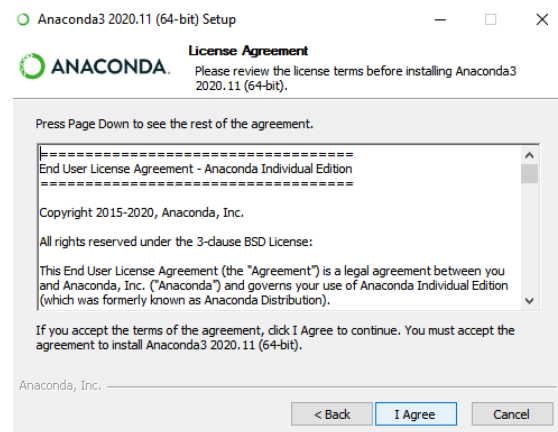 Anaconda3 2020.11 (64-bit) Setup
ANACONDA.
License Agreement
Please review the license terms before installing Anaconda3
2020.11 (64-bit).
Press Page Down to see the rest of the agreement.
===================================
End User License Agreement - Anaconda Individual Edition
===================================
Copyright 2015-2020, Anaconda, Inc.
All rights reserved under the 3-clause BSD License:
This End User License Agreement (the "Agreement") is a legal agreement between you
and Anaconda, Inc. ("Anaconda") and governs your use of Anaconda Individual Edition
(which was formerly known as Anaconda Distribution).
If you accept the terms of the agreement, click I Agree to continue. You must accept the
agreement to install Anaconda3 2020.11 (64-bit).
Anaconda, Inc.
< Back
I Agree
Cancel